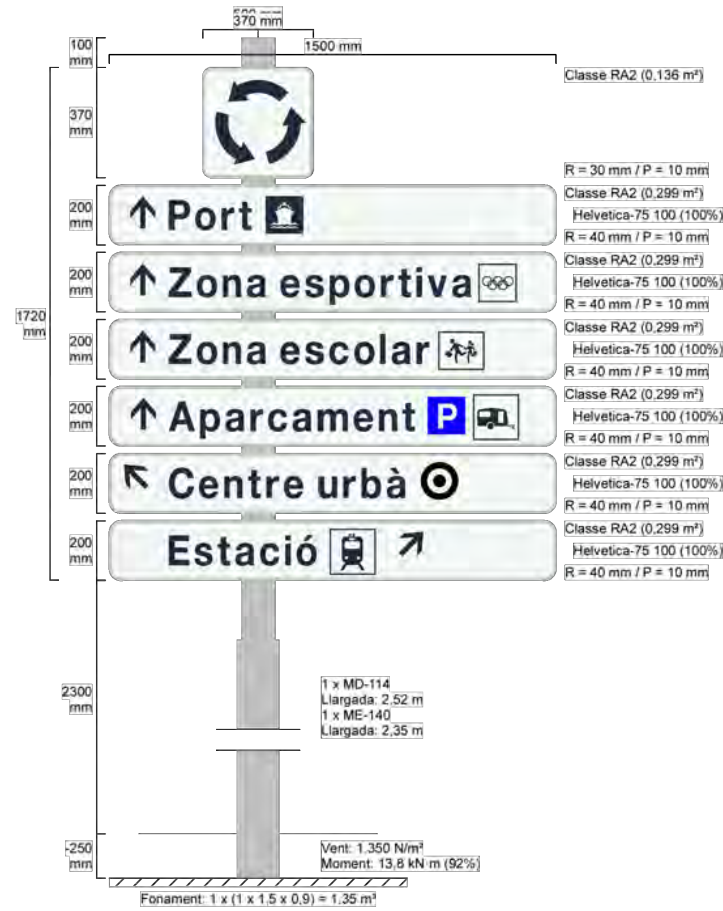 370 mm
1500 mm
100 mm
Classe RA2 (0,136 m²)
370 mm
R = 30 mm / P = 10 mm
200 mm
Port
Classe RA2 (0,299 m²)
Helvetica-75 100 (100%)
R = 40 mm / P = 10 mm
200 mm
Zona esportiva
Classe RA2 (0,299 m²)
Helvetica-75 100 (100%)
R = 40 mm / P = 10 mm
1720 mm
200 mm
Zona escolar
Classe RA2 (0,299 m²)
Helvetica-75 100 (100%)
R = 40 mm / P = 10 mm
200 mm
Aparcament P
Classe RA2 (0,299 m²)
Helvetica-75 100 (100%)
R = 40 mm / P = 10 mm
200 mm
Centre urbà
Classe RA2 (0,299 m²)
Helvetica-75 100 (100%)
R = 40 mm / P = 10 mm
200 mm
Estació
Classe RA2 (0,299 m²)
Helvetica-75 100 (100%)
R = 40 mm / P = 10 mm
2300 mm
1 x MD-114
Llargada: 2,52 m
1 x ME-140
Llargada: 2,35 m
-250 mm
Vent: 1.350 N/m²
Moment: 13,8 kN·m (92%)
Fonament: 1 x (1 x 1,5 x 0,9) = 1,35 m³